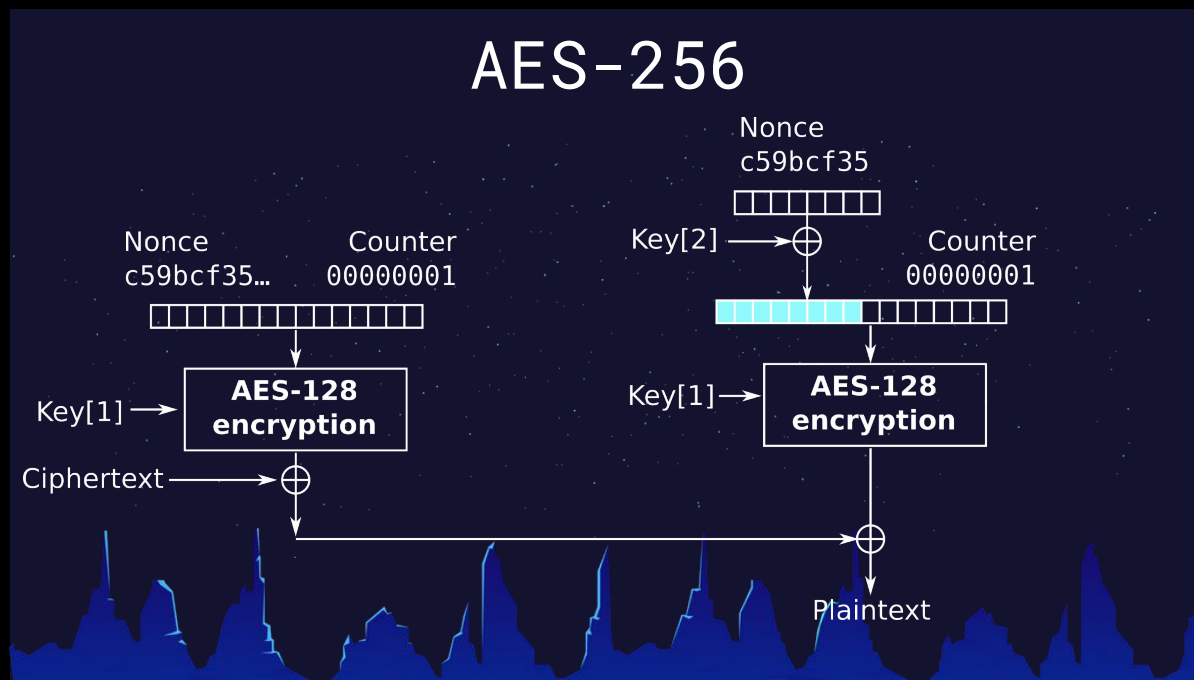 AES-256
Nonce
c59bcf35…
Counter
00000001
Key[1]
AES-128
encryption
Ciphertext
Nonce
c59bcf35
Key[2]
Counter
00000001
Key[1]
AES-128
encryption
Plaintext